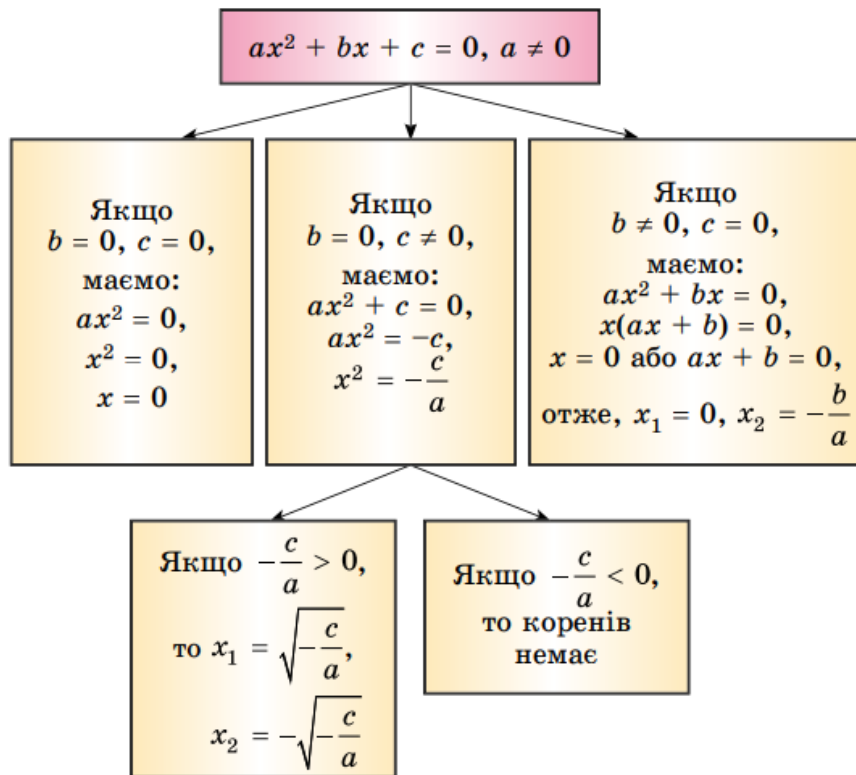 ax² + bx + c = 0, a ≠ 0
Якщо
b = 0, c = 0,
маємо:
ax² = 0,
x² = 0,
x = 0
Якщо
b = 0, c ≠ 0,
маємо:
ax² + c = 0,
ax² = –c,
x² = –c/a
Якщо
b ≠ 0, c = 0,
маємо:
ax² + bx = 0,
x(ax + b) = 0,
x = 0 або ax + b = 0,
отже, x₁ = 0, x₂ = –b/a
Якщо –c/a > 0,
то x₁ = √(–c/a),
x₂ = –√(–c/a)
Якщо –c/a < 0,
то коренів
немає